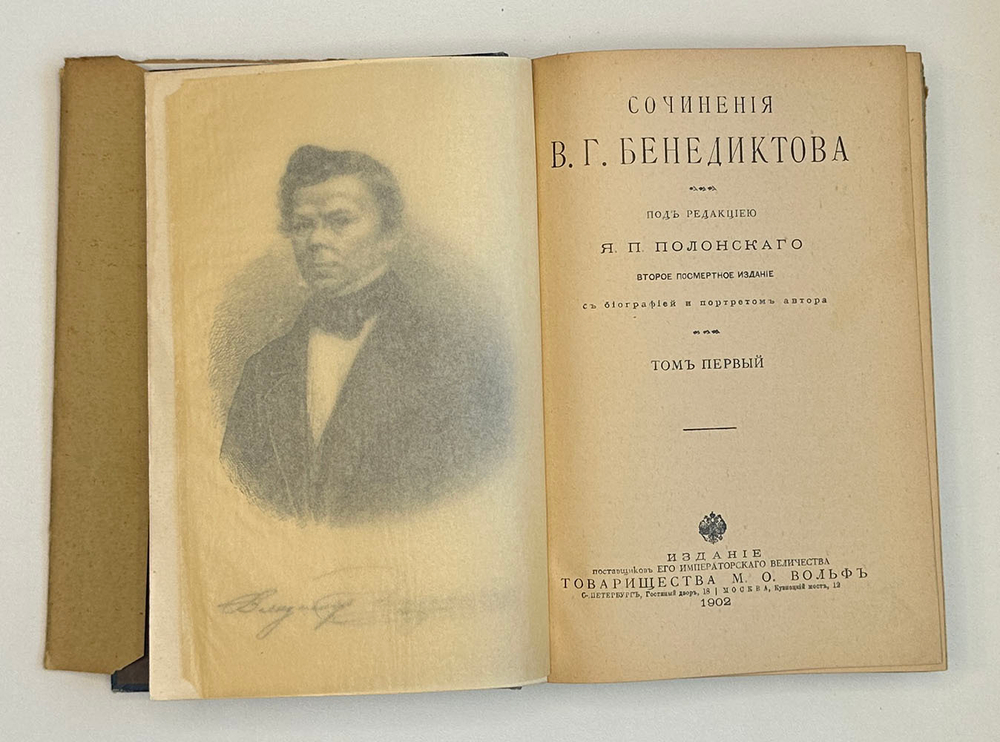 СОЧИНЕНІЯ
В. Г. БЕНЕДИКТОВА
ПОДЪ РЕДАКЦІЕЮ
Я. П. ПОЛОНСКАГО
ВТОРОЕ ПОСМЕРТНОЕ ИЗДАНІЕ
съ біографіей и портретомъ автора
ТОМЪ ПЕРВЫЙ
ИЗДАНІЕ
поставщиковъ ЕГО ИМПЕРАТОРСКАГО ВЕЛИЧЕСТВА
ТОВАРИЩЕСТВА М. О. ВОЛЬФЪ
С.-ПЕТЕРБУРГЪ, Гостиный дворъ, 18 | МОСКВА, Кузнецкій мостъ, 12
1902